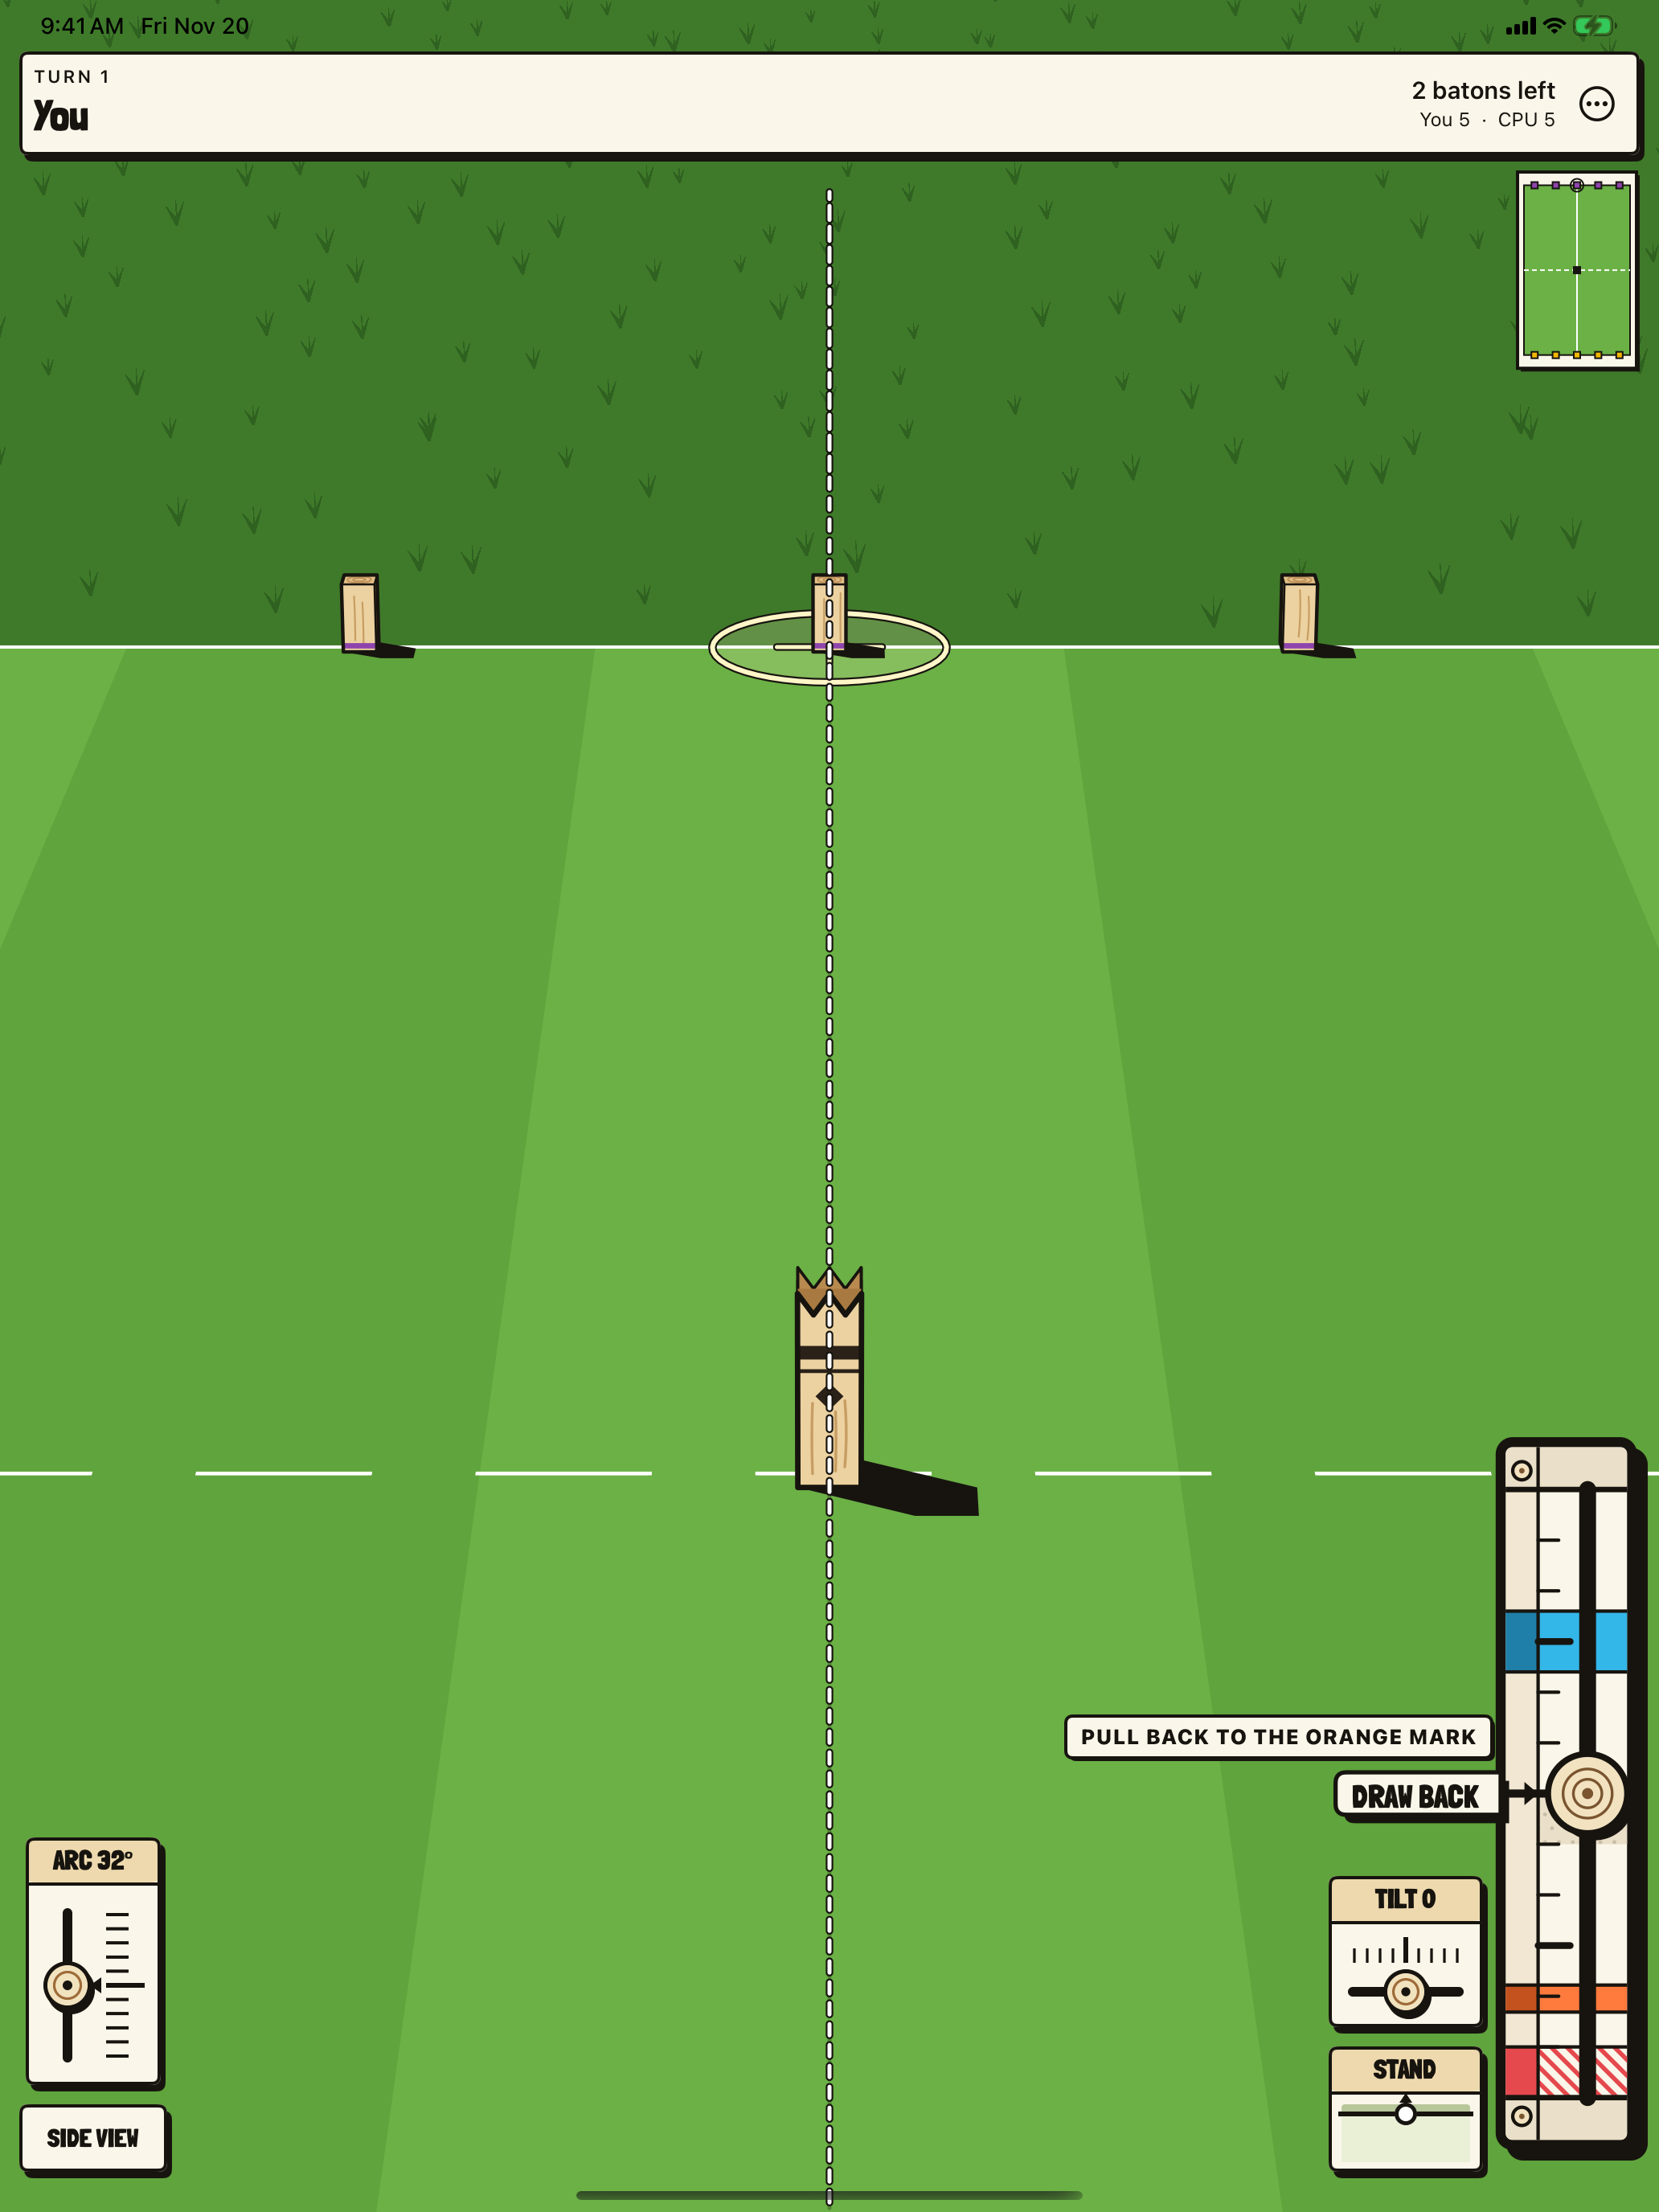 9:41 AM Fri Nov 20
TURN 1
You
2 batons left
You 5 · CPU 5
PULL BACK TO THE ORANGE MARK
DRAW BACK
ARC 32°
TILT 0
STAND
SIDE VIEW